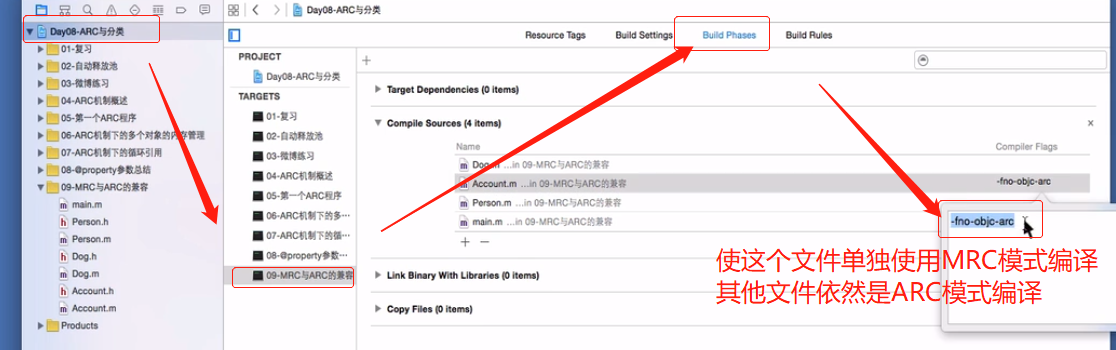 Day08-ARC与分类
Day08-ARC与分类
01-复习
02-自动释放池
03-微博练习
04-ARC机制概述
05-第一个ARC程序
06-ARC机制下的多个对象的内存管理
07-ARC机制下的循环引用
08-@property参数总结
09-MRC与ARC的兼容
main.m
Person.h
Person.m
Dog.h
Dog.m
Account.h
Account.m
Products
PROJECT
Day08-ARC与分类
TARGETS
01-复习
02-自动释放池
03-微博练习
04-ARC机制概述
05-第一个ARC程序
06-ARC机制下的多…
07-ARC机制下的循…
08-@property参数…
09-MRC与ARC的兼容
Resource Tags Build Settings Build Phases Build Rules
Target Dependencies (0 items)
Compile Sources (4 items)
Name Compiler Flags
Dog.m ...in 09-MRC与ARC的兼容
Account.m ...in 09-MRC与ARC的兼容 -fno-objc-arc
Person.m ...in 09-MRC与ARC的兼容
main.m ...in 09-MRC与ARC的兼容
Link Binary With Libraries (0 items)
Copy Files (0 items)
-fno-objc-arc
使这个文件单独使用MRC模式编译
其他文件依然是ARC模式编译